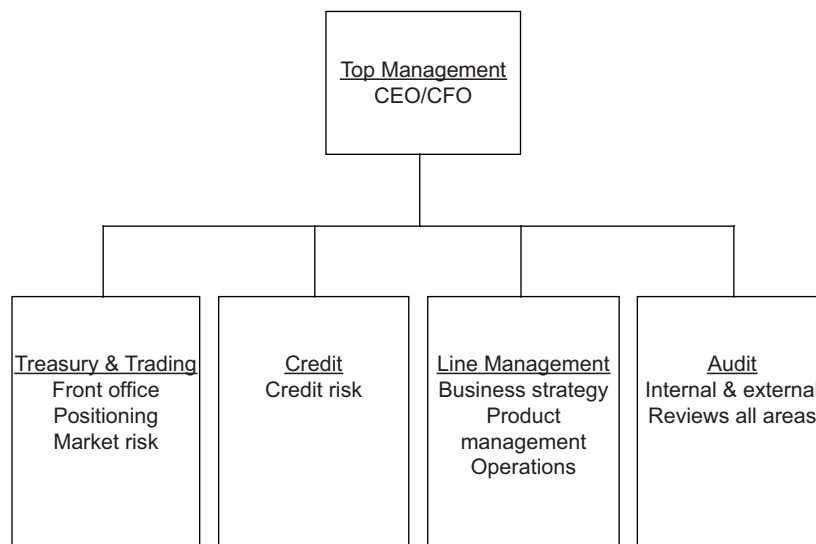 Top Management
CEO/CFO
Treasury & Trading
Front office
Positioning
Market risk
Credit
Credit risk
Line Management
Business strategy
Product
management
Operations
Audit
Internal & external
Reviews all areas